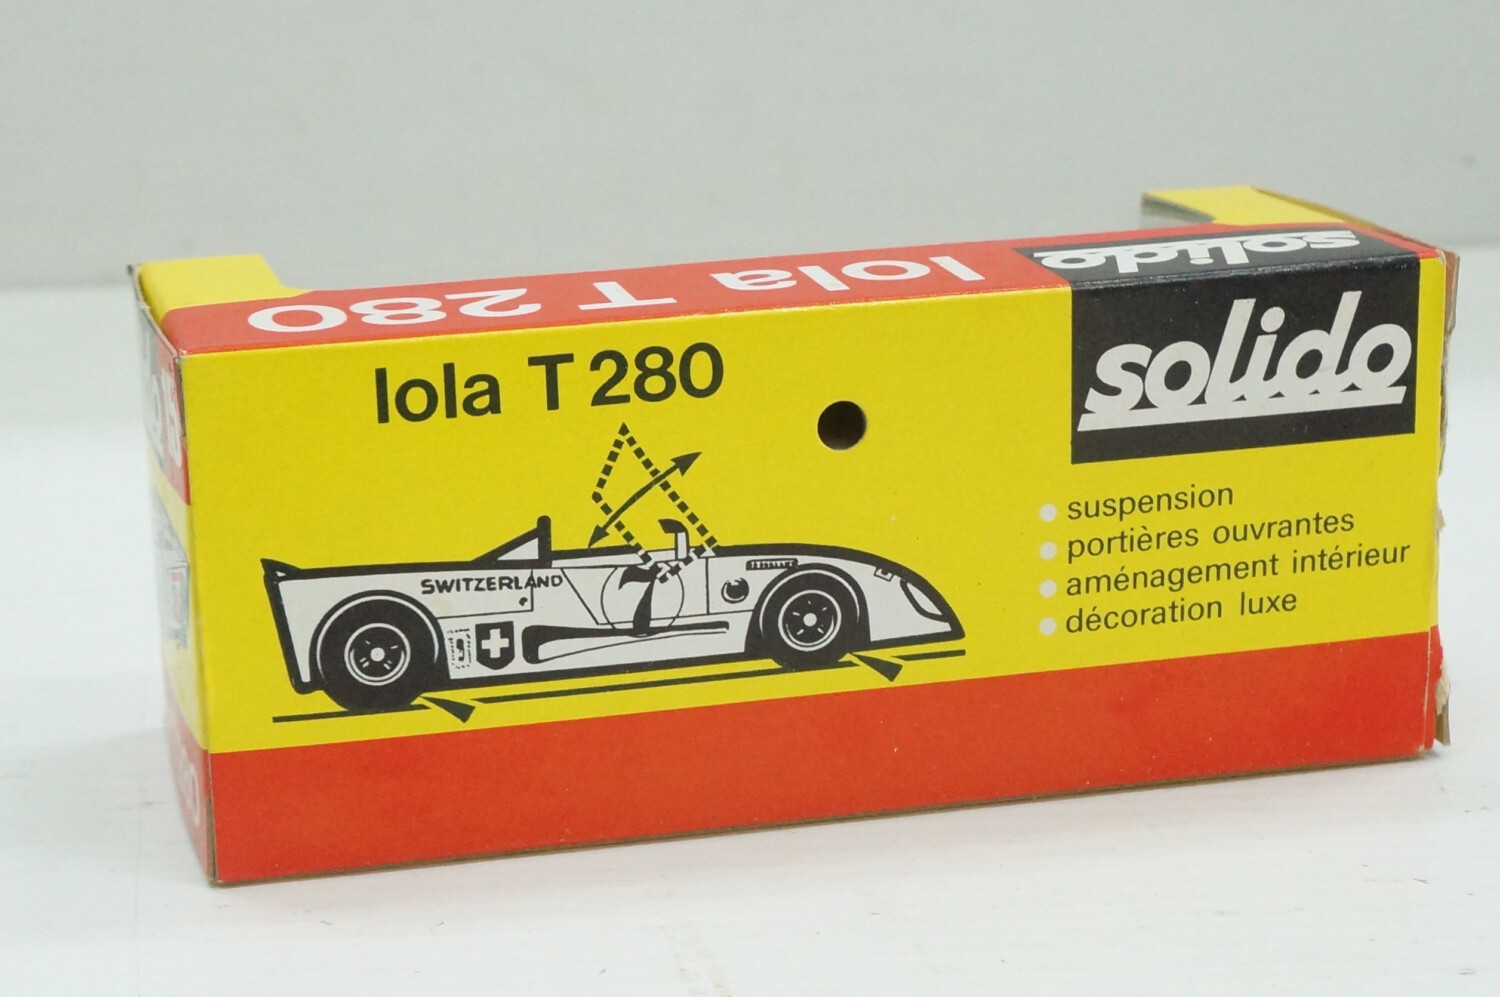 lola T 280
solido
lola T 280
solido
suspension
portières ouvrantes
aménagement intérieur
décoration luxe
SWITZERLAND
7